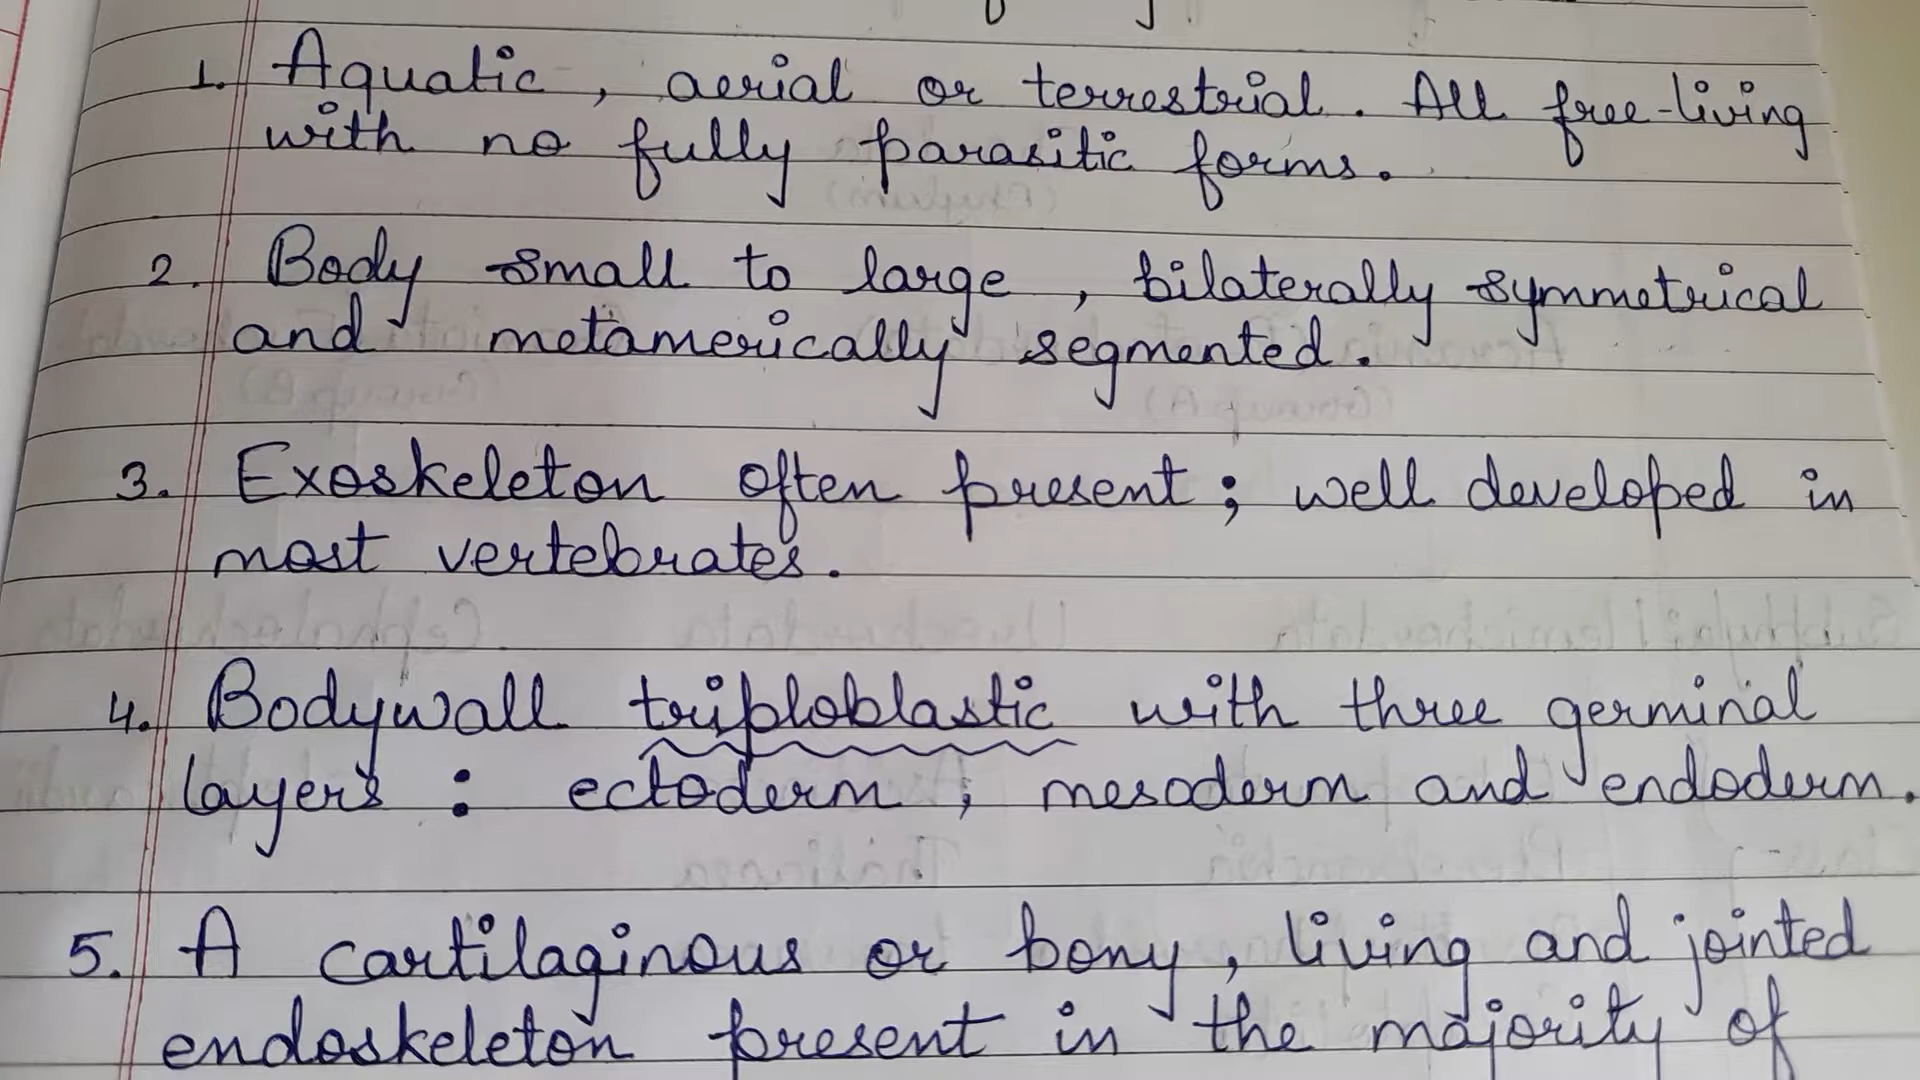 1. Aquatic, aerial or terrestrial. All free-living
with no fully parasitic forms.
2. Body small to large, bilaterally symmetrical
and metamerically segmented.
3. Exoskeleton often present; well developed in
most vertebrates.
4. Bodywall triploblastic with three germinal
layers: ectoderm, mesoderm and endoderm.
5. A cartilaginous or bony, living and jointed
endoskeleton present in the majority of